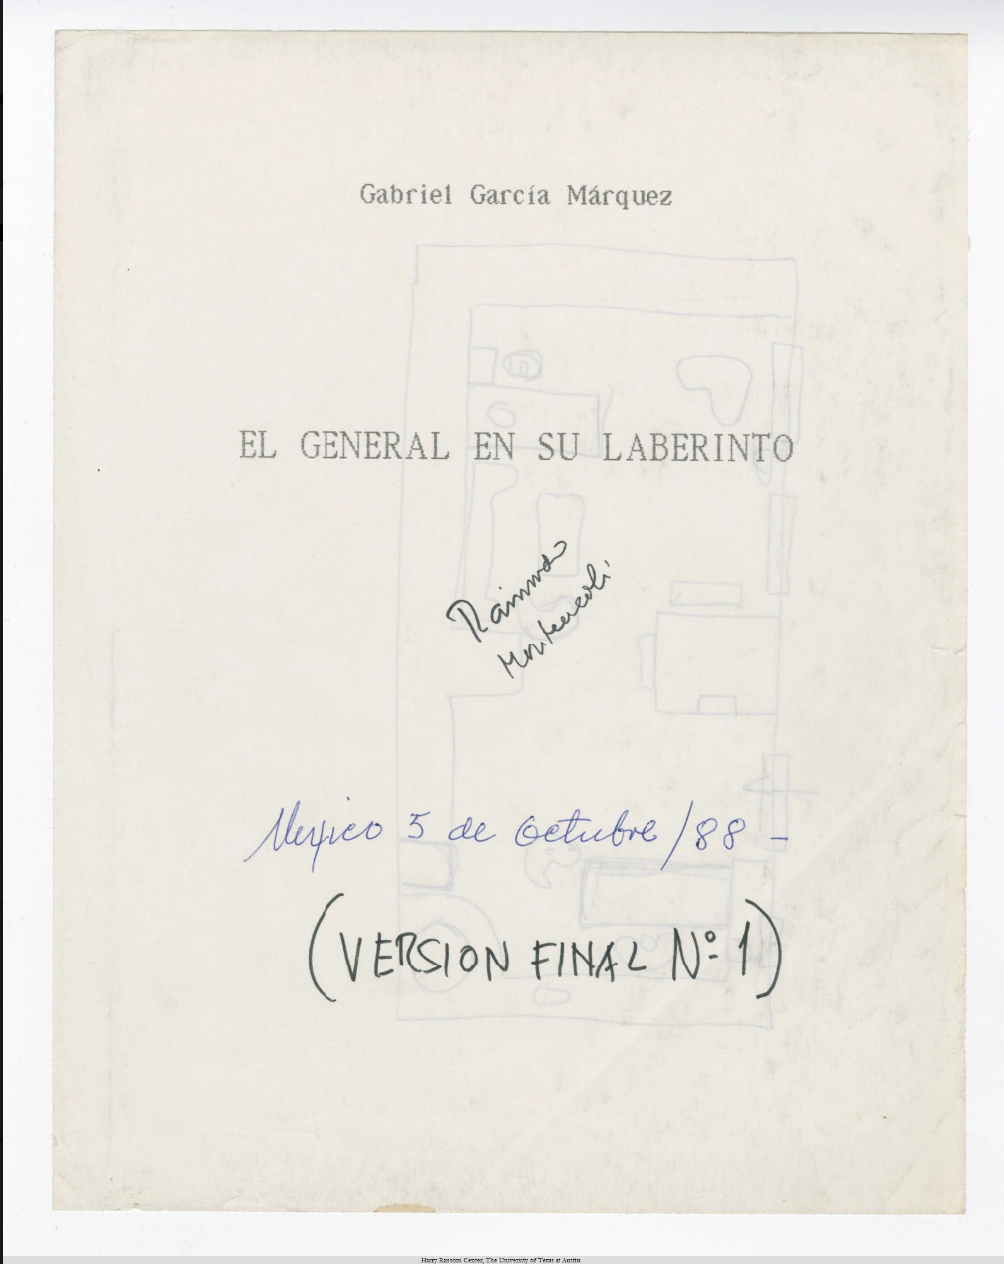 Gabriel García Márquez
EL GENERAL EN SU LABERINTO
Raimundo
Montecucoli
Mexico 5 de Octubre/88 -
(VERSION FINAL Nº 1)
Harry Ransom Center, The University of Texas at Austin